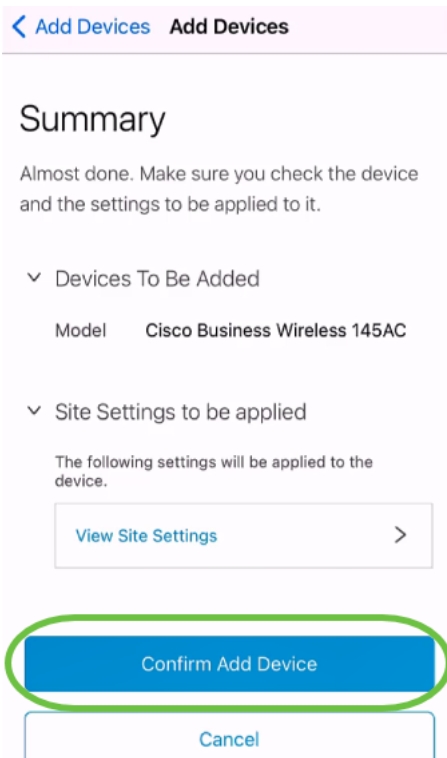 Add Devices Add Devices
Summary
Almost done. Make sure you check the device
and the settings to be applied to it.
Devices To Be Added
Model Cisco Business Wireless 145AC
Site Settings to be applied
The following settings will be applied to the
device.
View Site Settings
Confirm Add Device
Cancel